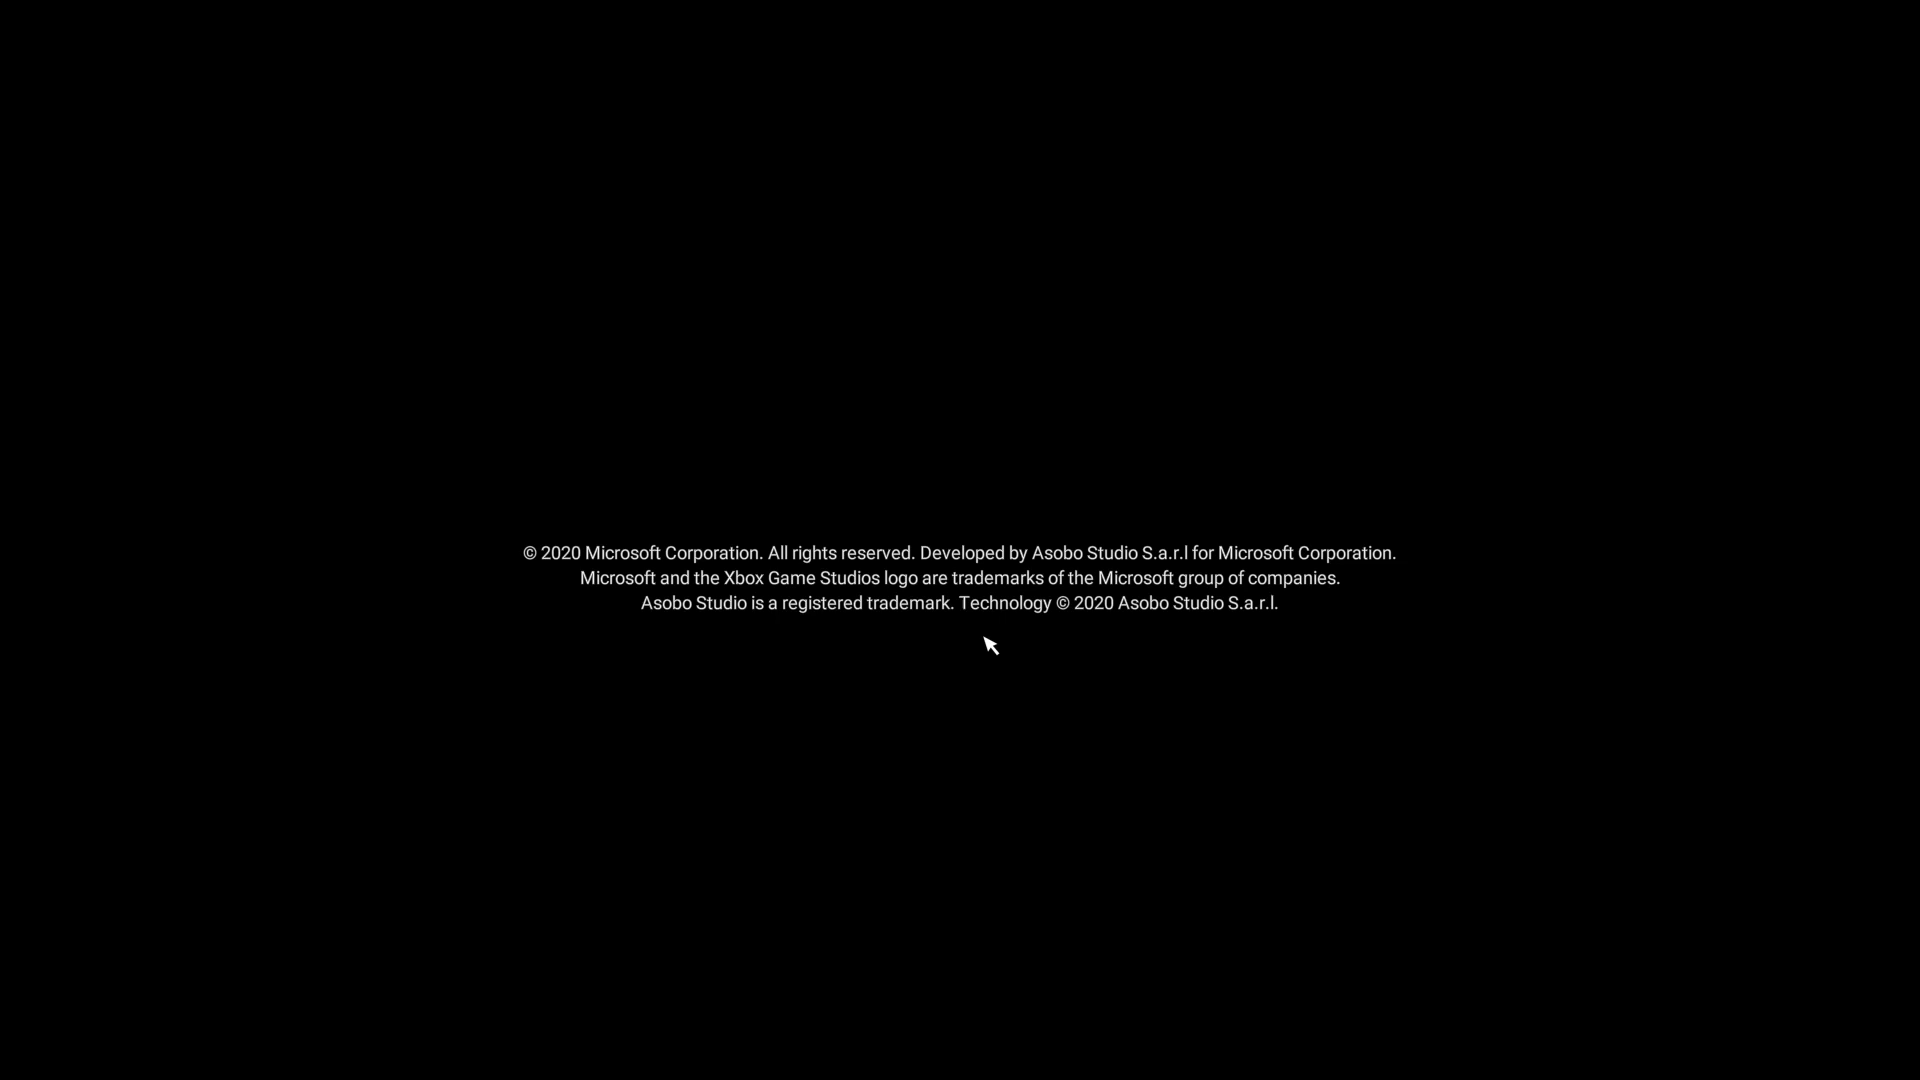 © 2020 Microsoft Corporation. All rights reserved. Developed by Asobo Studio S.a.r.l for Microsoft Corporation.
Microsoft and the Xbox Game Studios logo are trademarks of the Microsoft group of companies.
Asobo Studio is a registered trademark. Technology © 2020 Asobo Studio S.a.r.l.